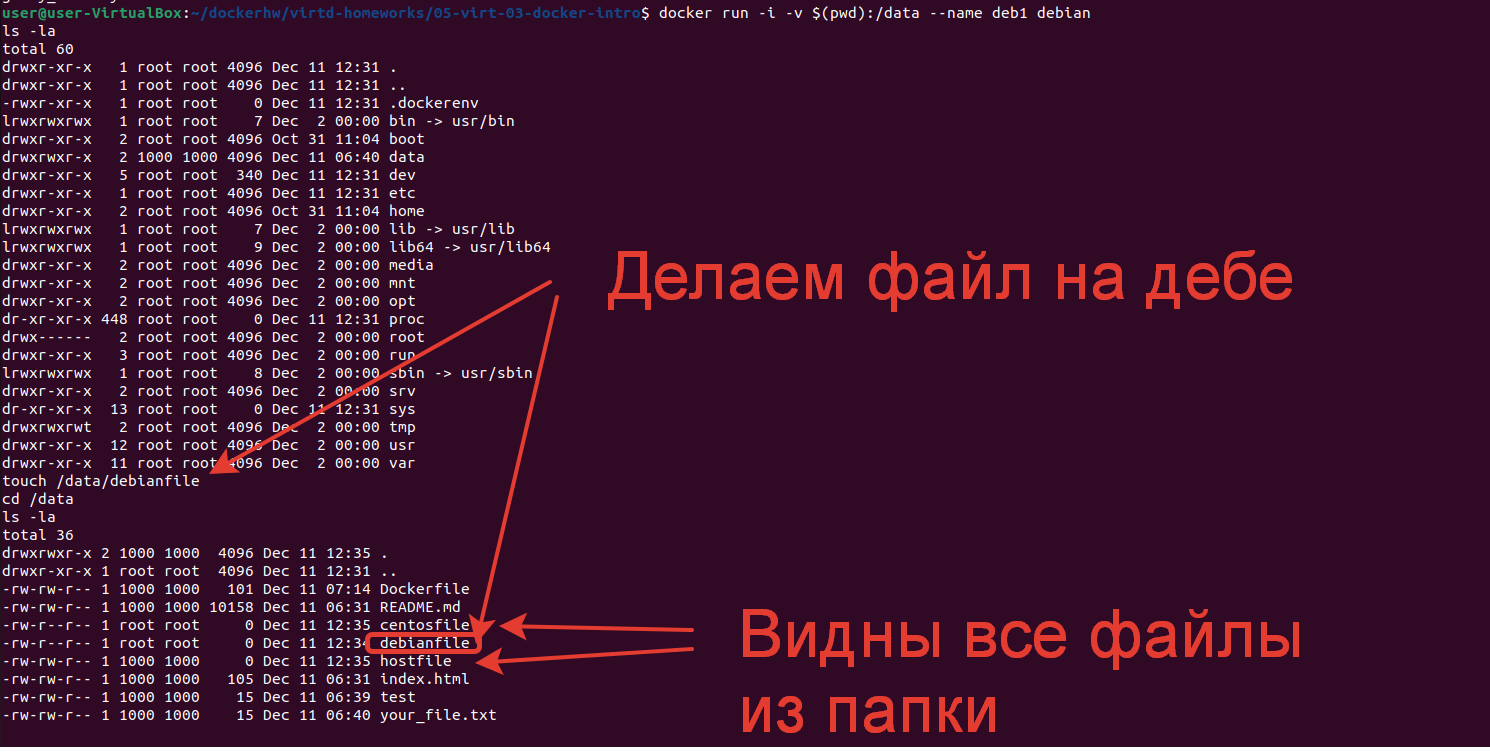 user@user-VirtualBox:~/dockerhw/virtd-homeworks/05-virt-03-docker-intro$ docker run -i -v $(pwd):/data --name deb1 debian
ls -la
total 60
drwxr-xr-x   1 root root 4096 Dec 11 12:31 .
drwxr-xr-x   1 root root 4096 Dec 11 12:31 ..
-rwxr-xr-x   1 root root    0 Dec 11 12:31 .dockerenv
lrwxrwxrwx   1 root root    7 Dec  2 00:00 bin -> usr/bin
drwxr-xr-x   2 root root 4096 Oct 31 11:04 boot
drwxrwxr-x   2 1000 1000 4096 Dec 11 06:40 data
drwxr-xr-x   5 root root  340 Dec 11 12:31 dev
drwxr-xr-x   1 root root 4096 Dec 11 12:31 etc
drwxr-xr-x   2 root root 4096 Oct 31 11:04 home
lrwxrwxrwx   1 root root    7 Dec  2 00:00 lib -> usr/lib
lrwxrwxrwx   1 root root    9 Dec  2 00:00 lib64 -> usr/lib64
drwxr-xr-x   2 root root 4096 Dec  2 00:00 media
drwxr-xr-x   2 root root 4096 Dec  2 00:00 mnt
drwxr-xr-x   2 root root 4096 Dec  2 00:00 opt
dr-xr-xr-x 448 root root    0 Dec 11 12:31 proc
drwx------   2 root root 4096 Dec  2 00:00 root
drwxr-xr-x   3 root root 4096 Dec  2 00:00 run
lrwxrwxrwx   1 root root    8 Dec  2 00:00 sbin -> usr/sbin
drwxr-xr-x   2 root root 4096 Dec  2 00:00 srv
dr-xr-xr-x  13 root root    0 Dec 11 12:31 sys
drwxrwxrwt   2 root root 4096 Dec  2 00:00 tmp
drwxr-xr-x  12 root root 4096 Dec  2 00:00 usr
drwxr-xr-x  11 root root 4096 Dec  2 00:00 var
Делаем файл на дебе
touch /data/debianfile
cd /data
ls -la
total 36
drwxrwxr-x 2 1000 1000  4096 Dec 11 12:35 .
drwxr-xr-x 1 root root  4096 Dec 11 12:31 ..
-rw-rw-r-- 1 1000 1000   101 Dec 11 07:14 Dockerfile
-rw-rw-r-- 1 1000 1000 10158 Dec 11 06:31 README.md
-rw-r--r-- 1 root root     0 Dec 11 12:35 centosfile
-rw-r--r-- 1 root root     0 Dec 11 12:34 debianfile
-rw-rw-r-- 1 1000 1000     0 Dec 11 12:35 hostfile
-rw-rw-r-- 1 1000 1000   105 Dec 11 06:31 index.html
-rw-rw-r-- 1 1000 1000    15 Dec 11 06:39 test
-rw-rw-r-- 1 1000 1000    15 Dec 11 06:40 your_file.txt
Видны все файлы
из папки